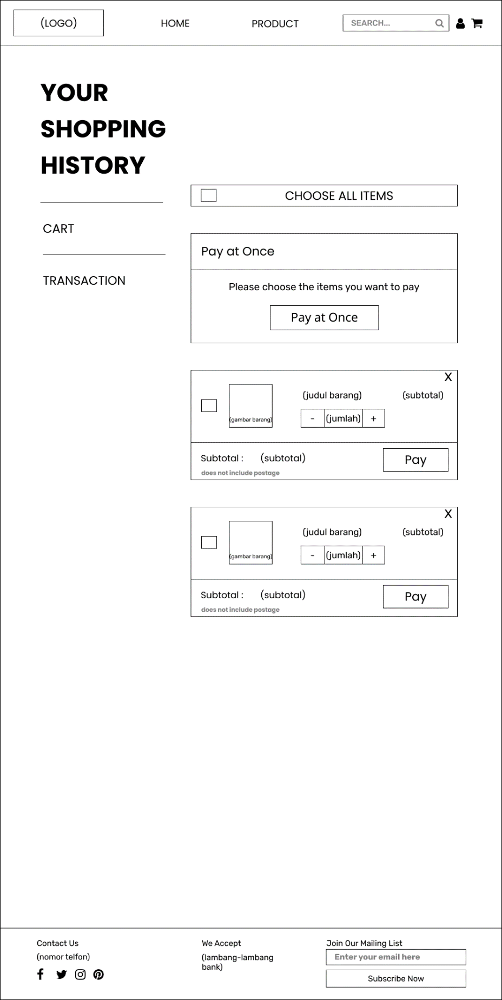 (LOGO)
HOME
PRODUCT
SEARCH...
YOUR
SHOPPING
HISTORY
CART
TRANSACTION
CHOOSE ALL ITEMS
Pay at Once
Please choose the items you want to pay
Pay at Once
X
(gambar barang)
(judul barang)
(subtotal)
- (jumlah) +
Subtotal : (subtotal)
does not include postage
Pay
X
(gambar barang)
(judul barang)
(subtotal)
- (jumlah) +
Subtotal : (subtotal)
does not include postage
Pay
Contact Us
(nomor telfon)
We Accept
(lambang-lambang
bank)
Join Our Mailing List
Enter your email here
Subscribe Now